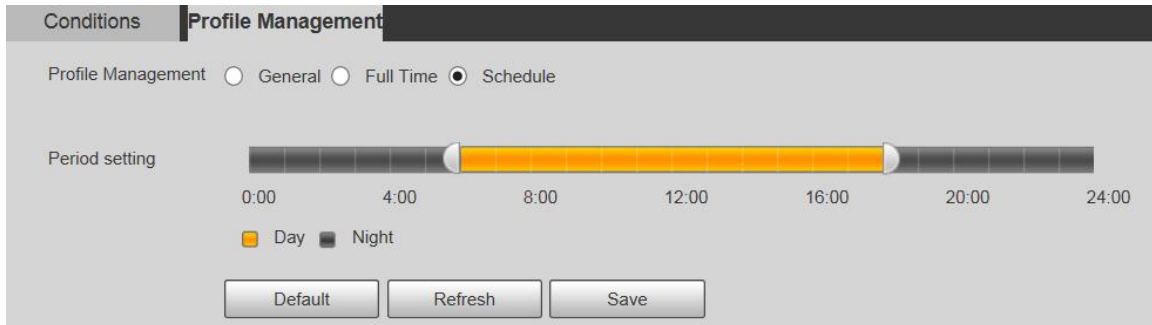 Conditions Profile Management
Profile Management General Full Time Schedule
Period setting
0:00 4:00 8:00 12:00 16:00 20:00 24:00
Day Night
Default Refresh Save